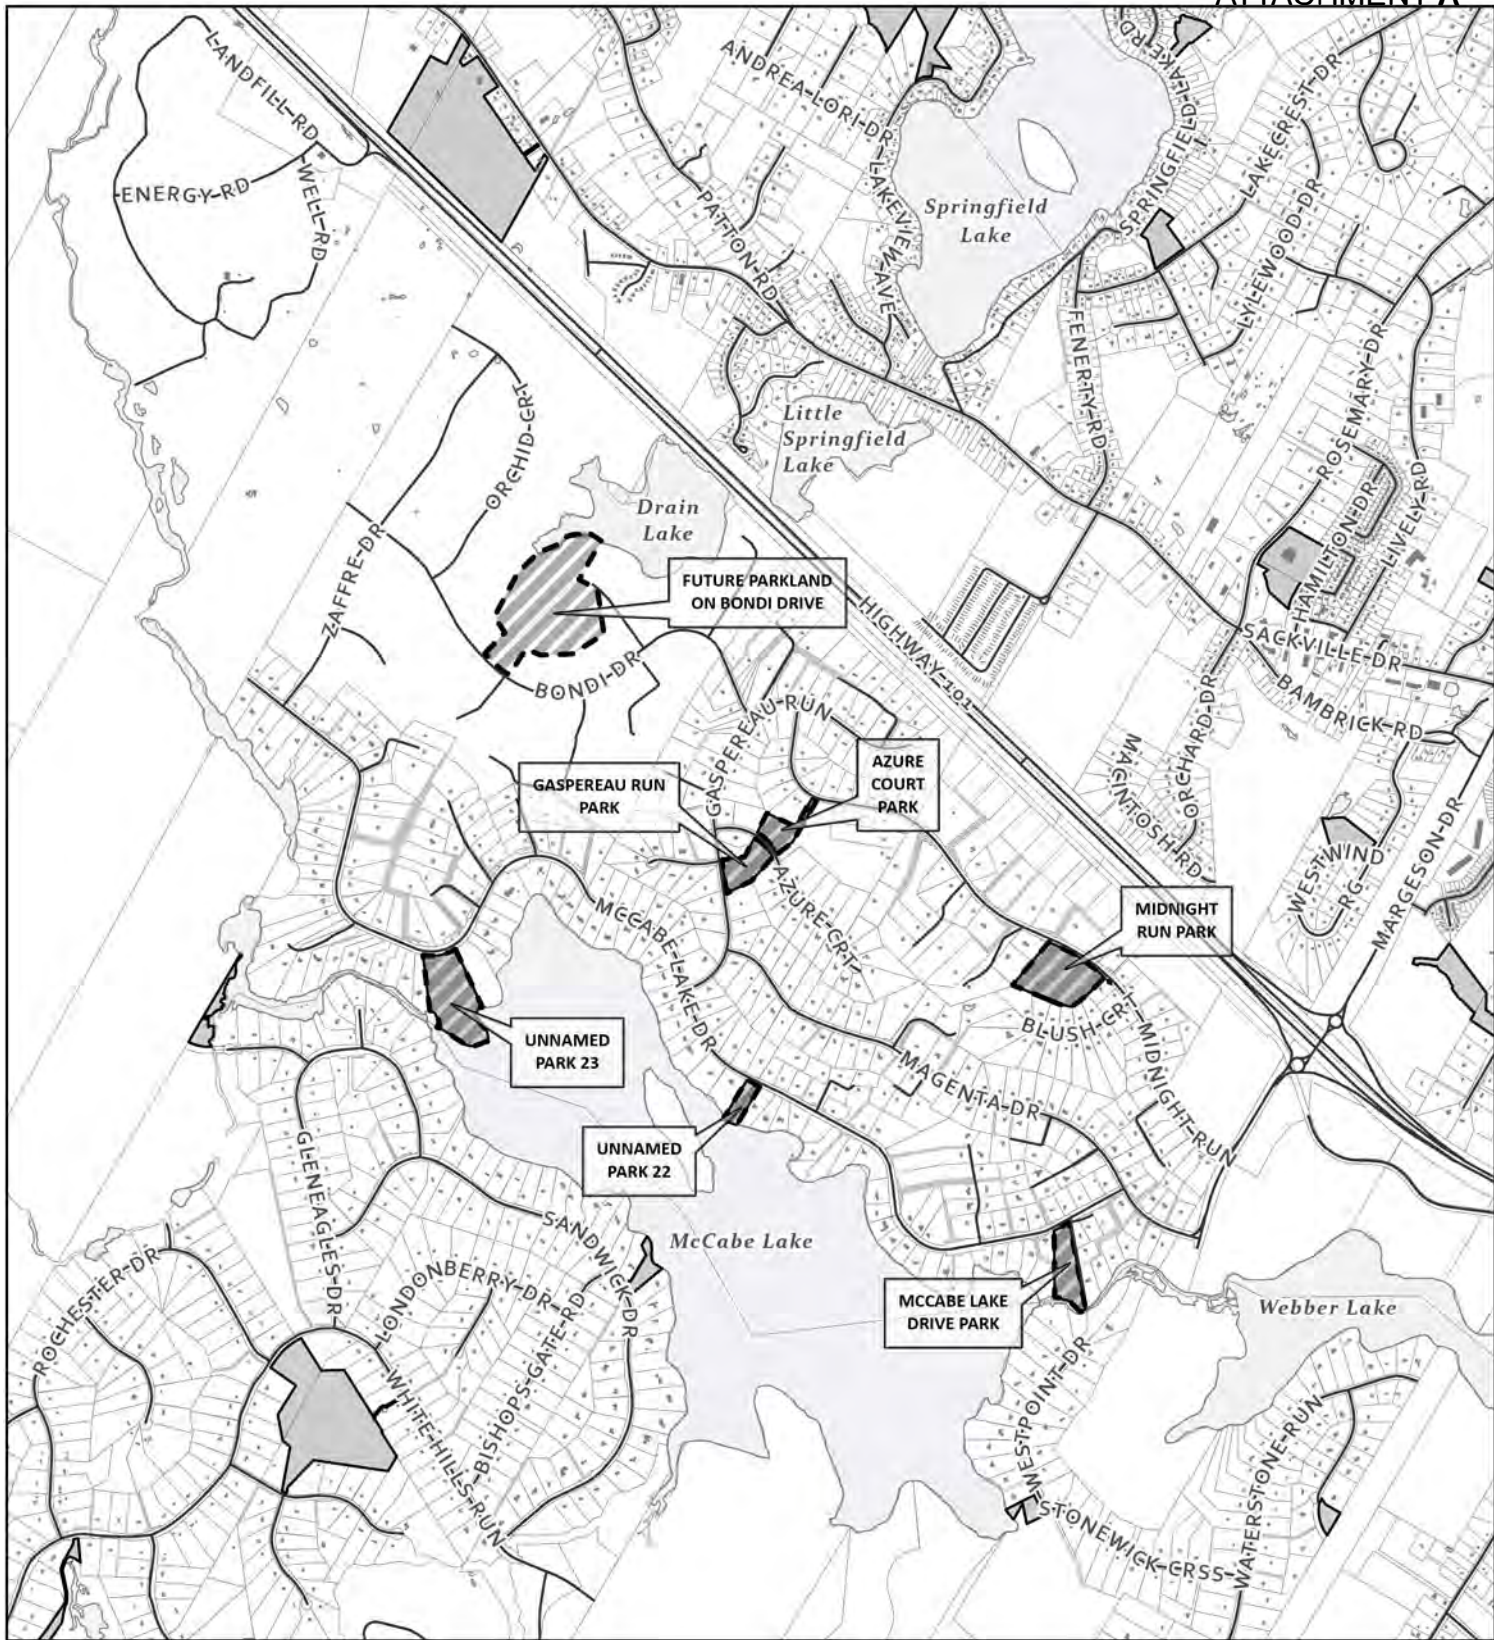 ATTACHMENT A
LANDFILL RD
ENERGY RD
WELL RD
ANDREA LORI DR
LAKEVIEW AVE
PATTON RD
SPRINGFIELD LAKE RD
LAKECREST DR
LYLEWOOD DR
Springfield
Lake
FENERTY RD
ROSEMARY DR
HAMILTON DR
LIVELY RD
Little
Springfield
Lake
ORCHID CRT
ZAFFRE DR
Drain
Lake
FUTURE PARKLAND
ON BONDI DRIVE
HIGHWAY 101
BONDI DR
SACKVILLE DR
BAMBRICK RD
ORCHARD DR
MACINTOSH RD
GASPEREAU RUN
GASPEREAU RUN
PARK
AZURE
COURT
PARK
WESTWIND
RG
MARGESON DR
AZURE CRT
MCCABE LAKE DR
MIDNIGHT
RUN PARK
BLUSH CRT
MIDNIGHT RUN
UNNAMED
PARK 23
MAGENTA DR
UNNAMED
PARK 22
GLENEAGLES DR
SANDWICK DR
McCabe Lake
ROCHESTER DR
LONDONBERRY DR
BISHOPS GATE RD
WHITE HILLS RUN
MCCABE LAKE
DRIVE PARK
Webber Lake
WESTPOINT DR
STONEWICK CRSS
WATERSTONE RUN